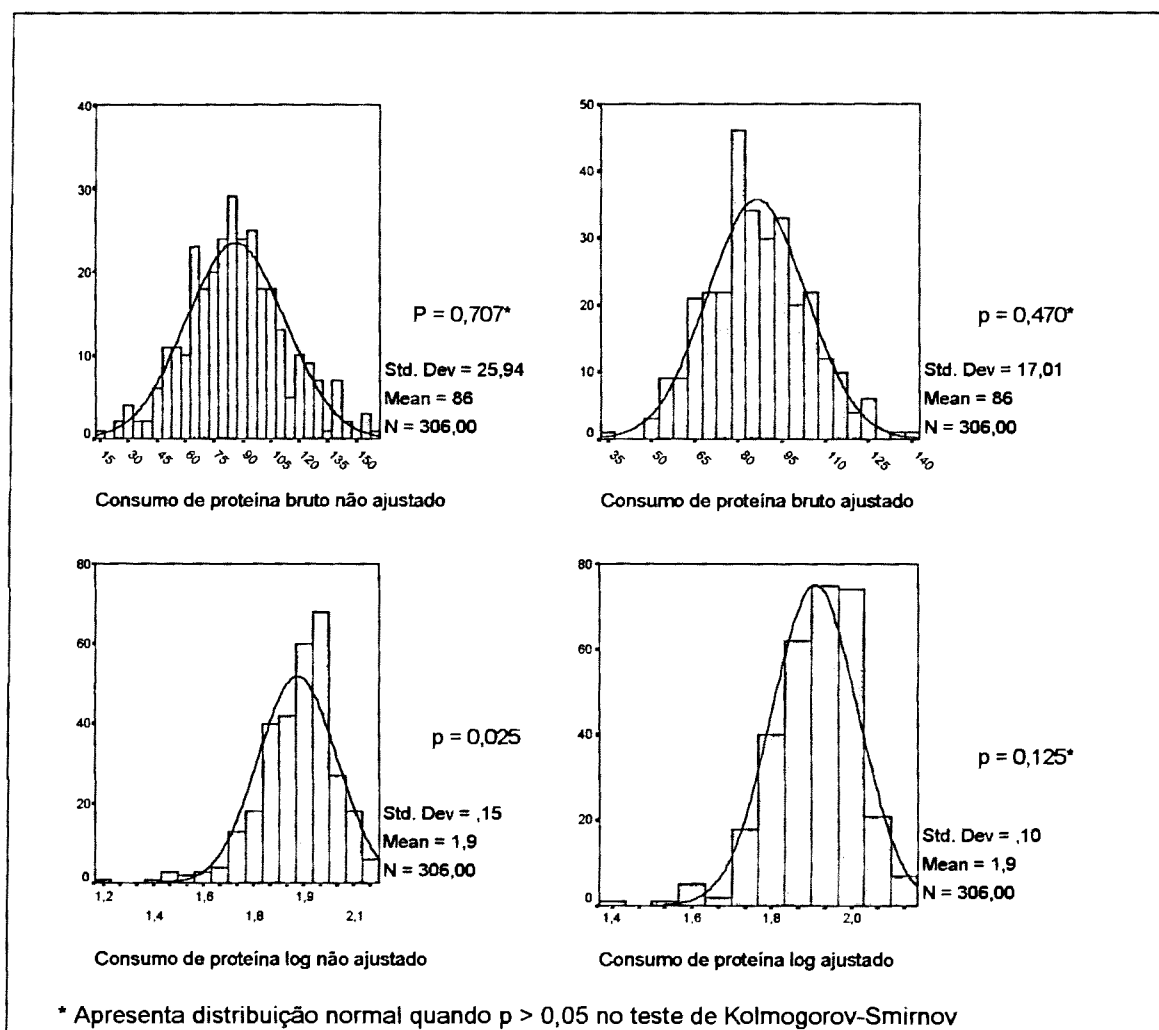 40
30
20
10
0
15 30 45 60 75 90 105 120 135 150
P = 0,707*
Std. Dev = 25,94
Mean = 86
N = 306,00
Consumo de proteína bruto não ajustado
50
40
30
20
10
0
35 50 65 80 95 110 125 140
p = 0,470*
Std. Dev = 17,01
Mean = 86
N = 306,00
Consumo de proteína bruto ajustado
80
60
40
20
0
1,2 1,4 1,6 1,8 1,9 2,1
p = 0,025
Std. Dev = ,15
Mean = 1,9
N = 306,00
Consumo de proteína log não ajustado
80
60
40
20
0
1,4 1,6 1,8 2,0
p = 0,125*
Std. Dev = ,10
Mean = 1,9
N = 306,00
Consumo de proteína log ajustado
* Apresenta distribuição normal quando p > 0,05 no teste de Kolmogorov-Smirnov